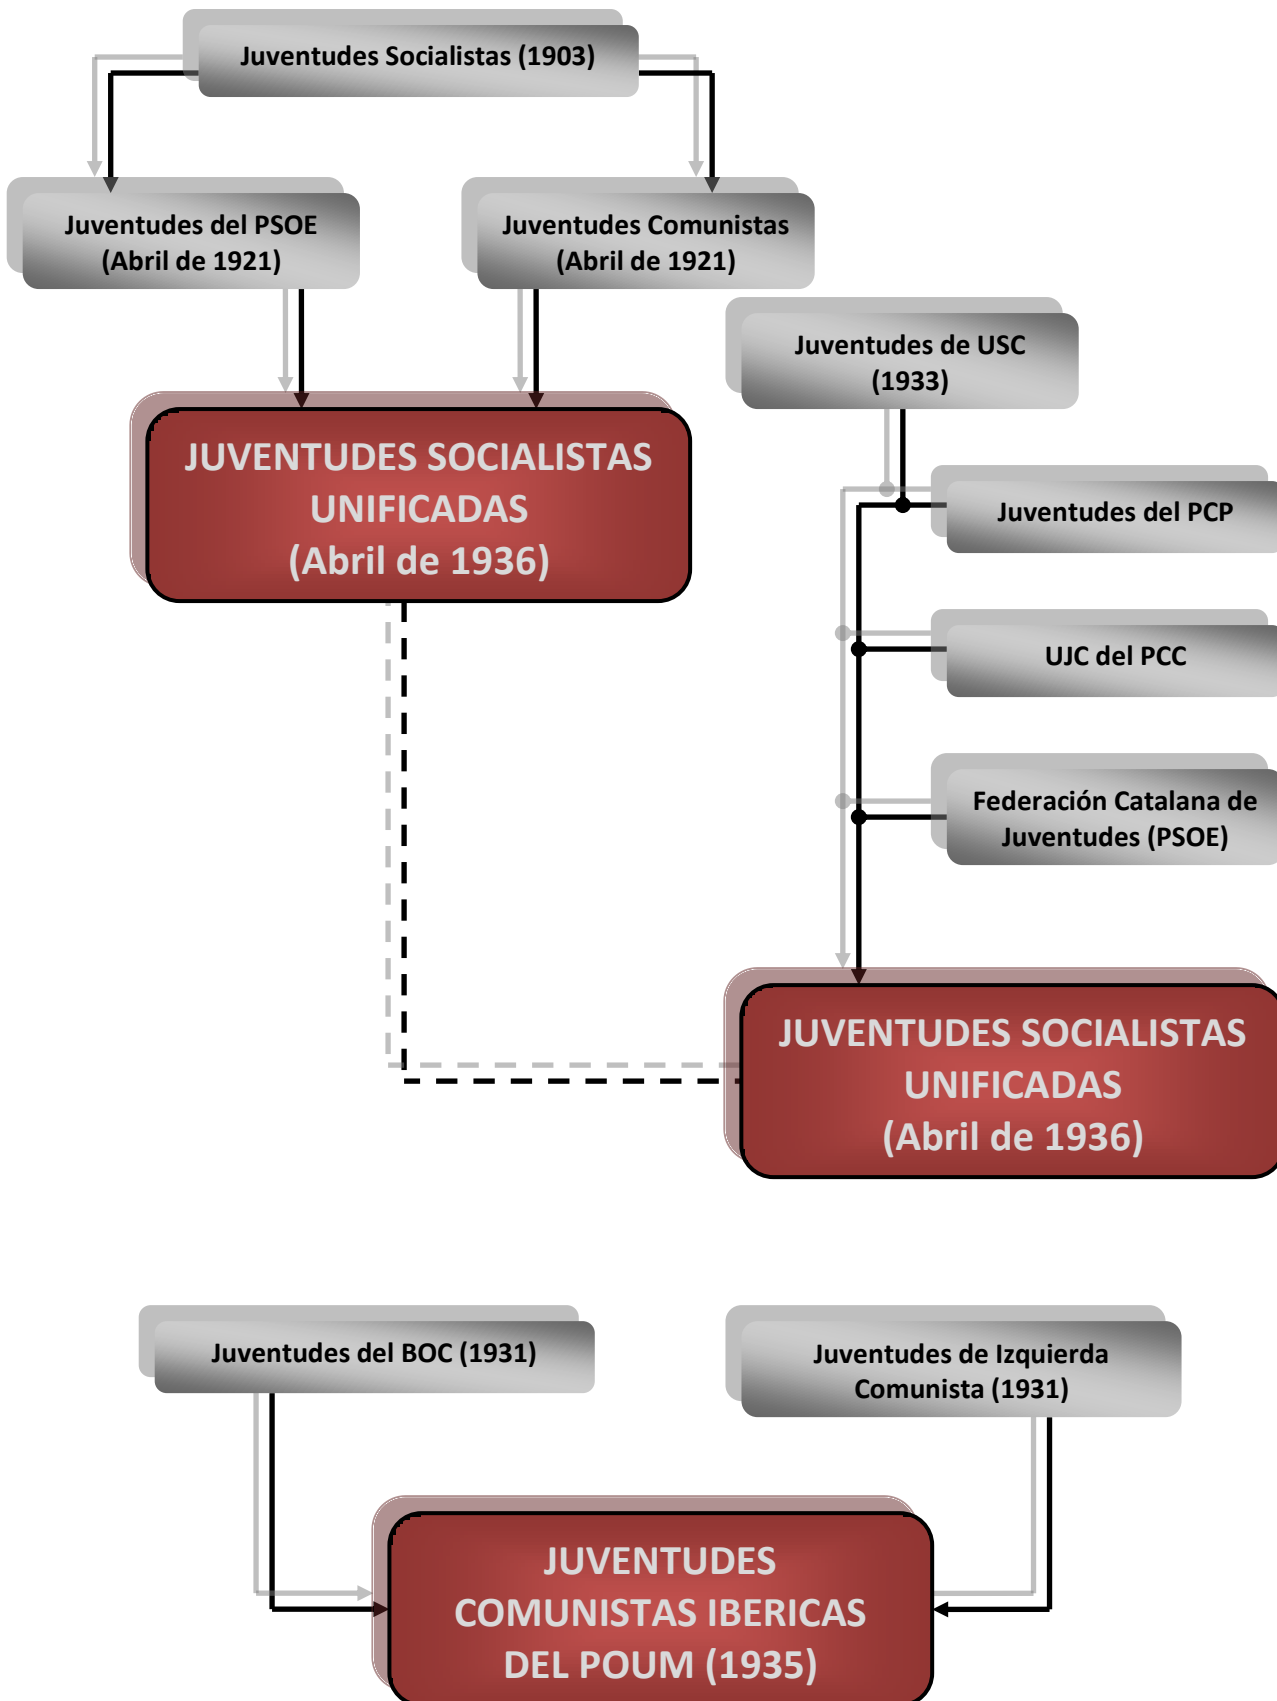 Juventudes Socialistas (1903)
Juventudes del PSOE
(Abril de 1921)
Juventudes Comunistas
(Abril de 1921)
Juventudes de USC
(1933)
JUVENTUDES SOCIALISTAS
UNIFICADAS
(Abril de 1936)
Juventudes del PCP
UJC del PCC
Federación Catalana de
Juventudes (PSOE)
JUVENTUDES SOCIALISTAS
UNIFICADAS
(Abril de 1936)
Juventudes del BOC (1931)
Juventudes de Izquierda
Comunista (1931)
JUVENTUDES
COMUNISTAS IBERICAS
DEL POUM (1935)